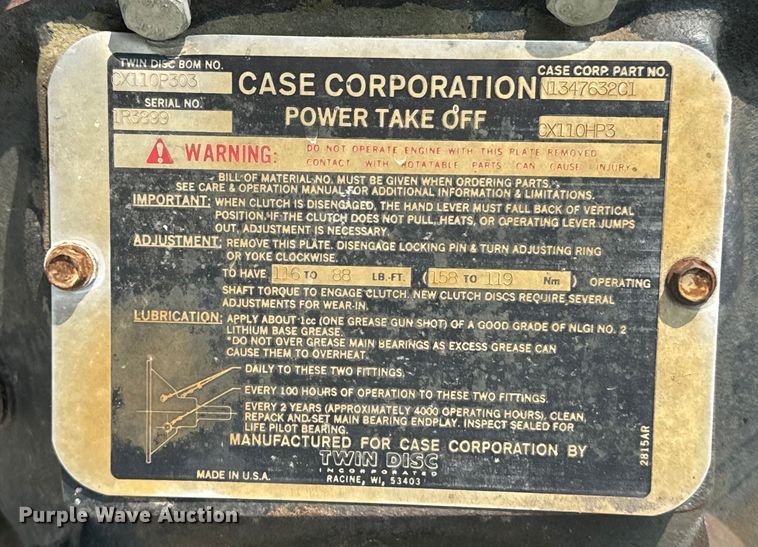 TWIN DISC BOM NO.
CX110P303
CASE CORPORATION
CASE CORP. PART NO.
N1347632C1
SERIAL NO.
1R3299
POWER TAKE OFF
CX110HP3
WARNING:
DO NOT OPERATE ENGINE WITH THIS PLATE REMOVED
CONTACT WITH ROTATABLE PARTS CAN CAUSE INJURY.
BILL OF MATERIAL NO. MUST BE GIVEN WHEN ORDERING PARTS.
SEE CARE & OPERATION MANUAL FOR ADDITIONAL INFORMATION & LIMITATIONS.
IMPORTANT: WHEN CLUTCH IS DISENGAGED, THE HAND LEVER MUST FALL BACK OF VERTICAL
POSITION. IF THE CLUTCH DOES NOT PULL, HEATS, OR OPERATING LEVER JUMPS
OUT, ADJUSTMENT IS NECESSARY.
ADJUSTMENT: REMOVE THIS PLATE. DISENGAGE LOCKING PIN & TURN ADJUSTING RING
OR YOKE CLOCKWISE.
TO HAVE 116 TO 88 LB.-FT. (158 TO 119 Nm) OPERATING
SHAFT TORQUE TO ENGAGE CLUTCH. NEW CLUTCH DISCS REQUIRE SEVERAL
ADJUSTMENTS FOR WEAR-IN.
LUBRICATION: APPLY ABOUT 1cc (ONE GREASE GUN SHOT) OF A GOOD GRADE OF NLGI NO. 2
LITHIUM BASE GREASE.
*DO NOT OVER GREASE MAIN BEARINGS AS EXCESS GREASE CAN
CAUSE THEM TO OVERHEAT.
DAILY TO THESE TWO FITTINGS.
EVERY 100 HOURS OF OPERATION TO THESE TWO FITTINGS.
EVERY 2 YEARS (APPROXIMATELY 4000 OPERATING HOURS), CLEAN,
REPACK AND SET MAIN BEARING ENDPLAY. INSPECT SEALED FOR
LIFE PILOT BEARING.
MANUFACTURED FOR CASE CORPORATION BY
TWIN DISC
INCORPORATED
MADE IN U.S.A.
RACINE, WI, 53403
2815AR
Purple Wave Auction